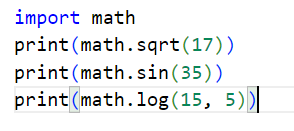 import math
print(math.sqrt(17))
print(math.sin(35))
print(math.log(15, 5))